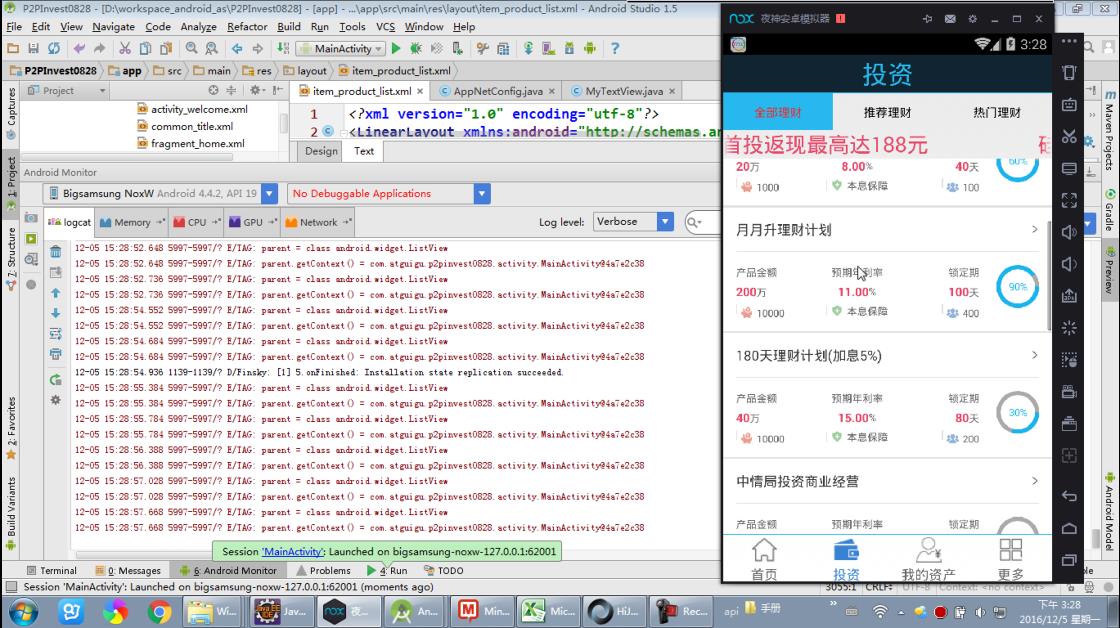 P2PInvest0828 - [D:\workspace_android_as\P2PInvest0828] - [app] - ...\app\src\main\res\layout\item_product_list.xml - Android Studio 1.5
File Edit View Navigate Code Analyze Refactor Build Run Tools VCS Window Help
MainActivity
P2PInvest0828 app src main res layout item_product_list.xml
Project
item_product_list.xml AppNetConfig.java MyTextView.java
activity_welcome.xml
common_title.xml
fragment_home.xml
1 <?xml version="1.0" encoding="utf-8"?>
2 <LinearLayout xmlns:android="http://schemas.an
Design Text
Captures
1: Project
7: Structure
2: Favorites
Build Variants
Android Monitor
Bigsamsung NoxW Android 4.4.2, API 19
No Debuggable Applications
logcat Memory CPU GPU Network
Log level: Verbose
12-05 15:28:52.648 5997-5997/? E/TAG: parent = class android.widget.ListView
12-05 15:28:52.648 5997-5997/? E/TAG: parent.getContext() = com.atguigu.p2pinvest0828.activity.MainActivity@4a7e2c38
12-05 15:28:52.736 5997-5997/? E/TAG: parent = class android.widget.ListView
12-05 15:28:52.736 5997-5997/? E/TAG: parent.getContext() = com.atguigu.p2pinvest0828.activity.MainActivity@4a7e2c38
12-05 15:28:54.552 5997-5997/? E/TAG: parent = class android.widget.ListView
12-05 15:28:54.552 5997-5997/? E/TAG: parent.getContext() = com.atguigu.p2pinvest0828.activity.MainActivity@4a7e2c38
12-05 15:28:54.684 5997-5997/? E/TAG: parent = class android.widget.ListView
12-05 15:28:54.684 5997-5997/? E/TAG: parent.getContext() = com.atguigu.p2pinvest0828.activity.MainActivity@4a7e2c38
12-05 15:28:54.936 1139-1139/? D/Finsky: [1] 5.onFinished: Installation state replication succeeded.
12-05 15:28:55.384 5997-5997/? E/TAG: parent = class android.widget.ListView
12-05 15:28:55.384 5997-5997/? E/TAG: parent.getContext() = com.atguigu.p2pinvest0828.activity.MainActivity@4a7e2c38
12-05 15:28:55.784 5997-5997/? E/TAG: parent = class android.widget.ListView
12-05 15:28:55.784 5997-5997/? E/TAG: parent.getContext() = com.atguigu.p2pinvest0828.activity.MainActivity@4a7e2c38
12-05 15:28:56.388 5997-5997/? E/TAG: parent = class android.widget.ListView
12-05 15:28:56.388 5997-5997/? E/TAG: parent.getContext() = com.atguigu.p2pinvest0828.activity.MainActivity@4a7e2c38
12-05 15:28:57.028 5997-5997/? E/TAG: parent = class android.widget.ListView
12-05 15:28:57.028 5997-5997/? E/TAG: parent.getContext() = com.atguigu.p2pinvest0828.activity.MainActivity@4a7e2c38
12-05 15:28:57.668 5997-5997/? E/TAG: parent = class android.widget.ListView
12-05 15:28:57.668 5997-5997/? E/TAG: parent.getContext() = com.atguigu.p2pinvest0828.activity.MainActivity@4a7e2c38
Session 'MainActivity': Launched on bigsamsung-noxw-127.0.0.1:62001
Terminal 0: Messages 6: Android Monitor Problems 4: Run TODO
Session 'MainActivity': Launched on bigsamsung-noxw-127.0.0.1:62001 (moments ago)
3055:1 CRLF÷ UTF-8 Context: <no context>
nox 夜神安卓模拟器
3:28
投资
全部理财 推荐理财 热门理财
首投返现最高达188元
20万 8.00% 40天 60%
1000 本息保障 100
月月升理财计划
产品金额 预期年利率 锁定期
200万 11.00% 100天 90%
10000 本息保障 400
180天理财计划(加息5%)
产品金额 预期年利率 锁定期
40万 15.00% 80天 30%
10000 本息保障 200
中情局投资商业经营
产品金额 预期年利率 锁定期
首页 投资 我的资产 更多
Maven Projects
Gradle
Preview
Android Model
Wi... Jav... 夜... An... Min... Mic... HiJ... Rec... api 手册
下午 3:28
2016/12/5 星期一